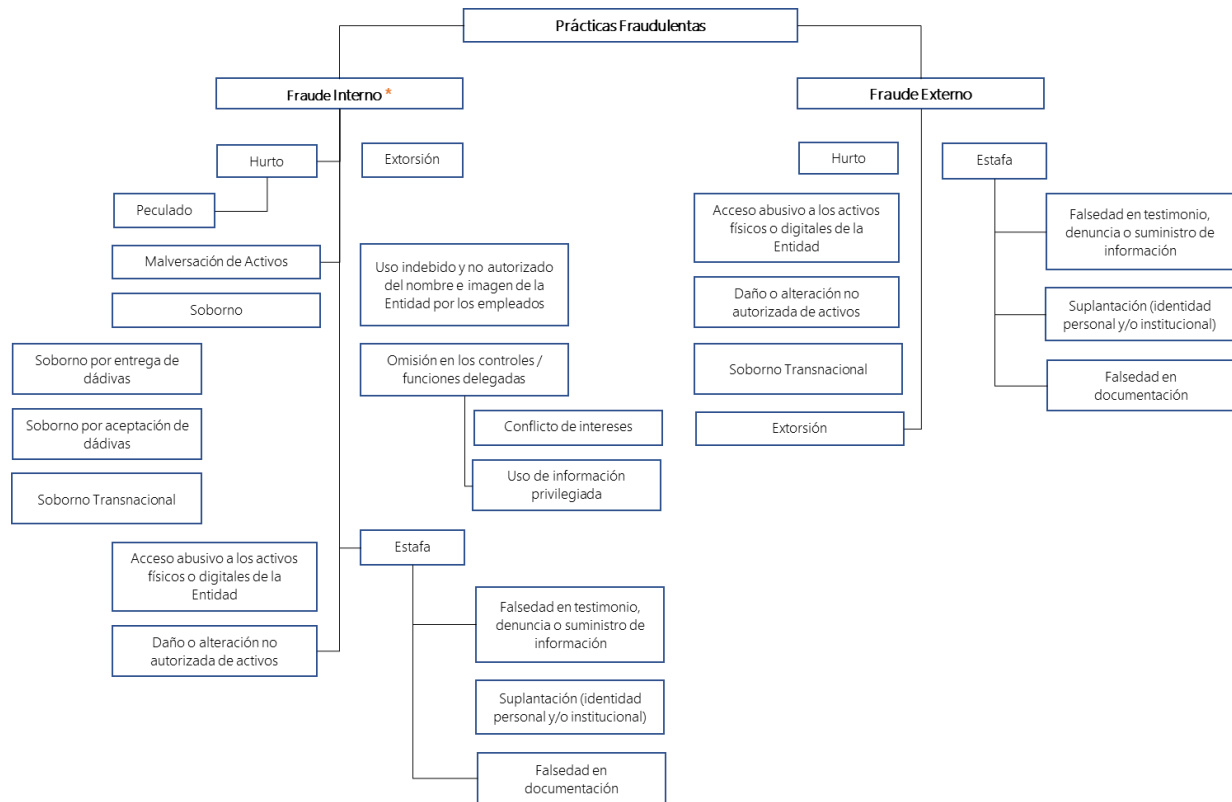 Prácticas Fraudulentas
Fraude Interno *
Fraude Externo
Hurto
Extorsión
Peculado
Malversación de Activos
Soborno
Uso indebido y no autorizado
del nombre e imagen de la
Entidad por los empleados
Soborno por entrega de
dádivas
Soborno por aceptación de
dádivas
Soborno Transnacional
Omisión en los controles /
funciones delegadas
Conflicto de intereses
Uso de información
privilegiada
Acceso abusivo a los activos
físicos o digitales de la
Entidad
Daño o alteración no
autorizada de activos
Estafa
Falsedad en testimonio,
denuncia o suministro de
información
Suplantación (identidad
personal y/o institucional)
Falsedad en
documentación
Hurto
Acceso abusivo a los activos
físicos o digitales de la
Entidad
Daño o alteración no
autorizada de activos
Soborno Transnacional
Extorsión
Estafa
Falsedad en testimonio,
denuncia o suministro de
información
Suplantación (identidad
personal y/o institucional)
Falsedad en
documentación